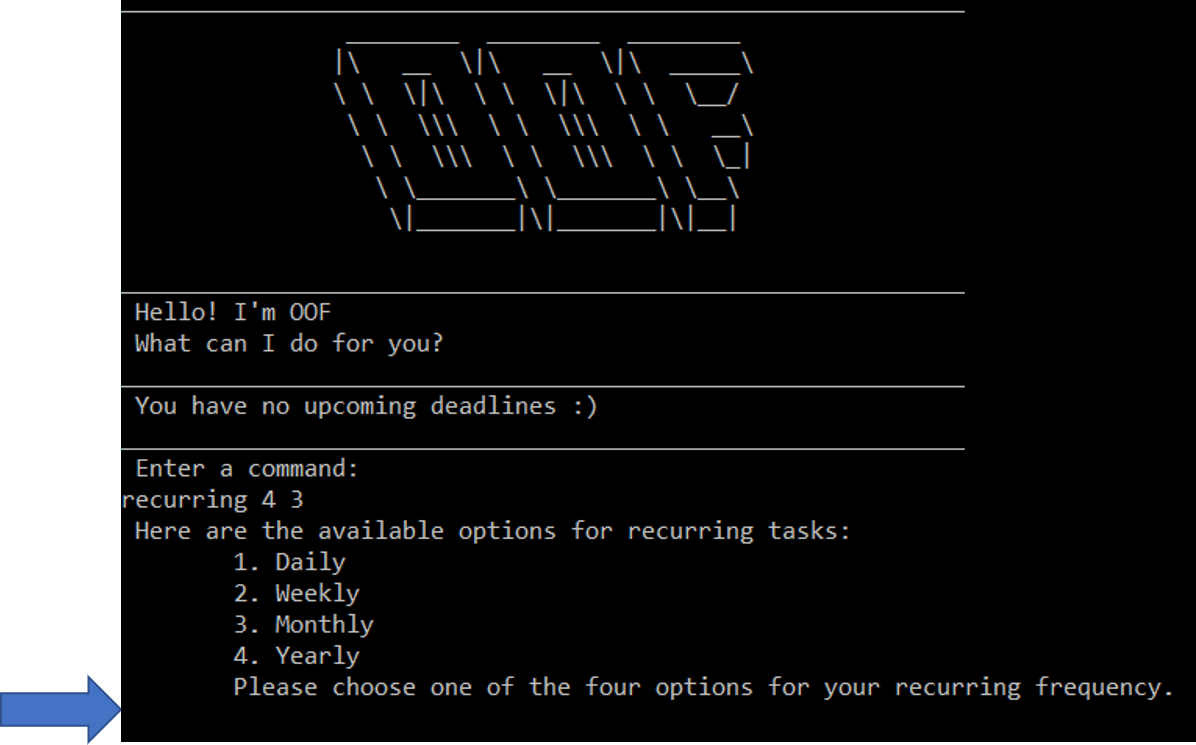 OOF
Hello! I'm OOF
What can I do for you?
You have no upcoming deadlines :)
Enter a command:
recurring 4 3
Here are the available options for recurring tasks:
1. Daily
2. Weekly
3. Monthly
4. Yearly
Please choose one of the four options for your recurring frequency.